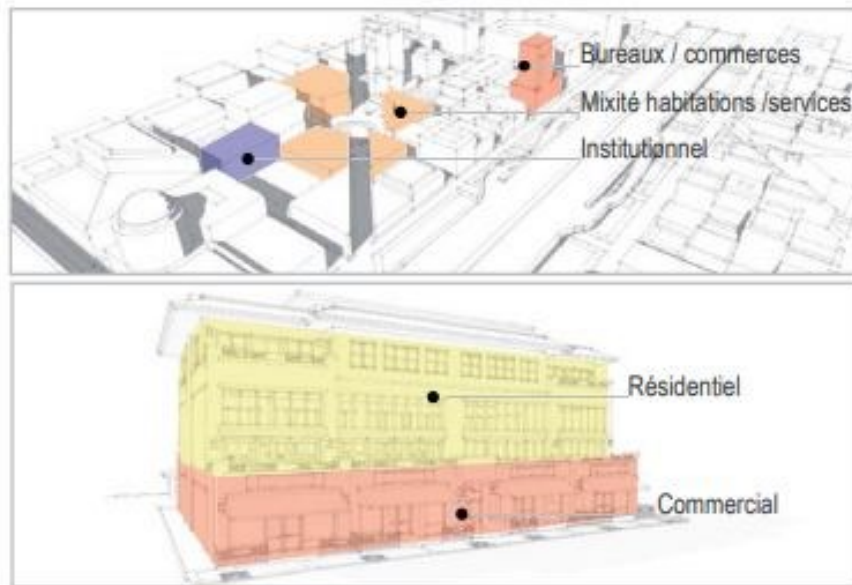 Bureaux / commerces
Mixité habitations /services
Institutionnel
Résidentiel
Commercial